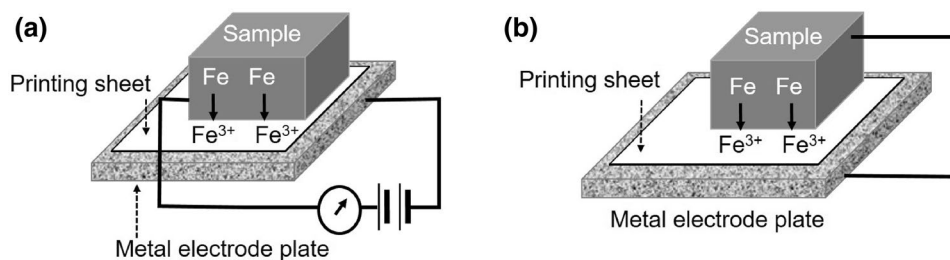 (a)
Sample
Printing sheet
Fe Fe
Fe³⁺ Fe³⁺
Metal electrode plate
(b)
Sample
Printing sheet
Fe Fe
Fe³⁺ Fe³⁺
Metal electrode plate